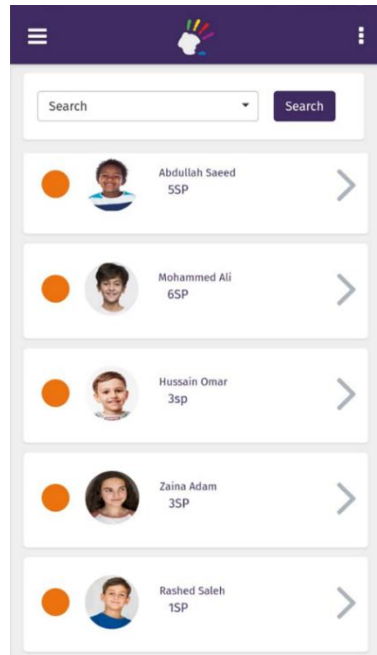 Search
Search
Abdullah Saeed
5SP
Mohammed Ali
6SP
Hussain Omar
3sp
Zaina Adam
3SP
Rashed Saleh
1SP